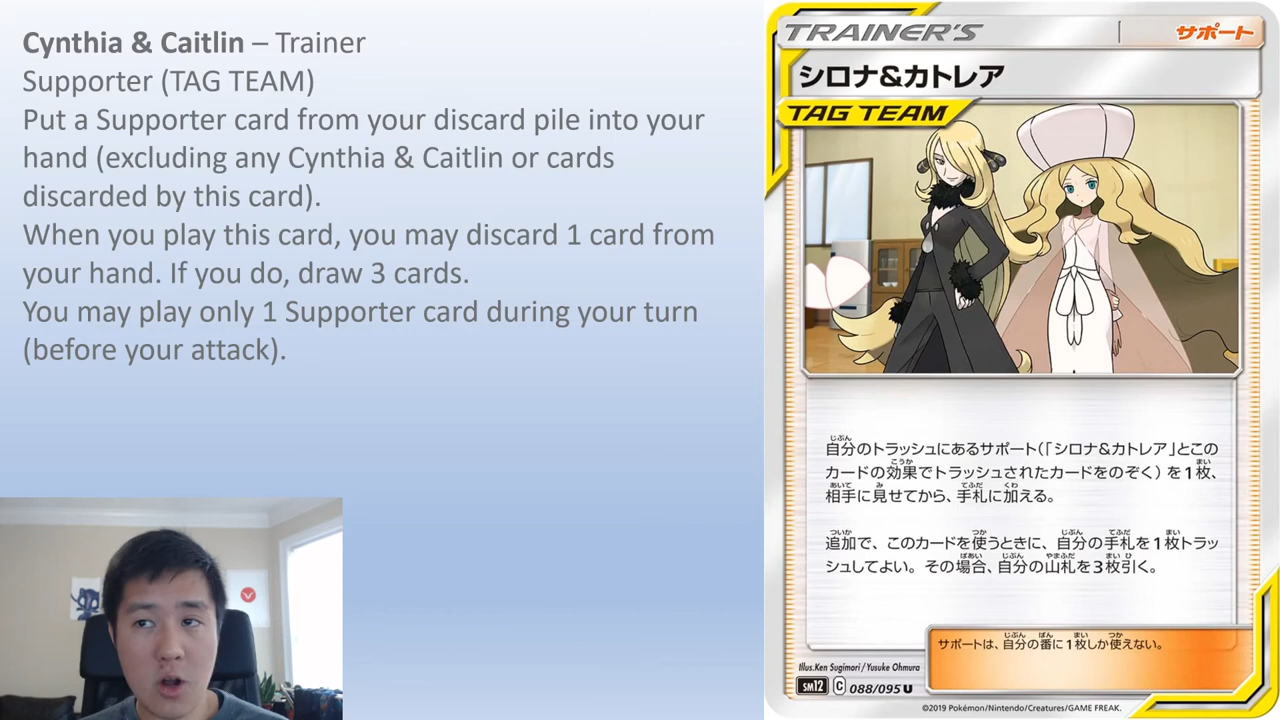 Cynthia & Caitlin – Trainer
Supporter (TAG TEAM)
Put a Supporter card from your discard pile into your
hand (excluding any Cynthia & Caitlin or cards
discarded by this card).
When you play this card, you may discard 1 card from
your hand. If you do, draw 3 cards.
You may play only 1 Supporter card during your turn
(before your attack).
TRAINER'S
サポート
シロナ&カトレア
TAG TEAM
自分のトラッシュにあるサポート(「シロナ&カトレア」とこの
カードの効果でトラッシュされたカードをのぞく)を1枚、
相手に見せてから、手札に加える。
追加で、このカードを使うときに、自分の手札を1枚トラッ
シュしてよい。その場合、自分の山札を3枚引く。
サポートは、自分の番に1枚しか使えない。
Illus.Ken Sugimori / Yusuke Ohmura
SM12 C 088/095 U
©2019 Pokémon/Nintendo/Creatures/GAME FREAK.